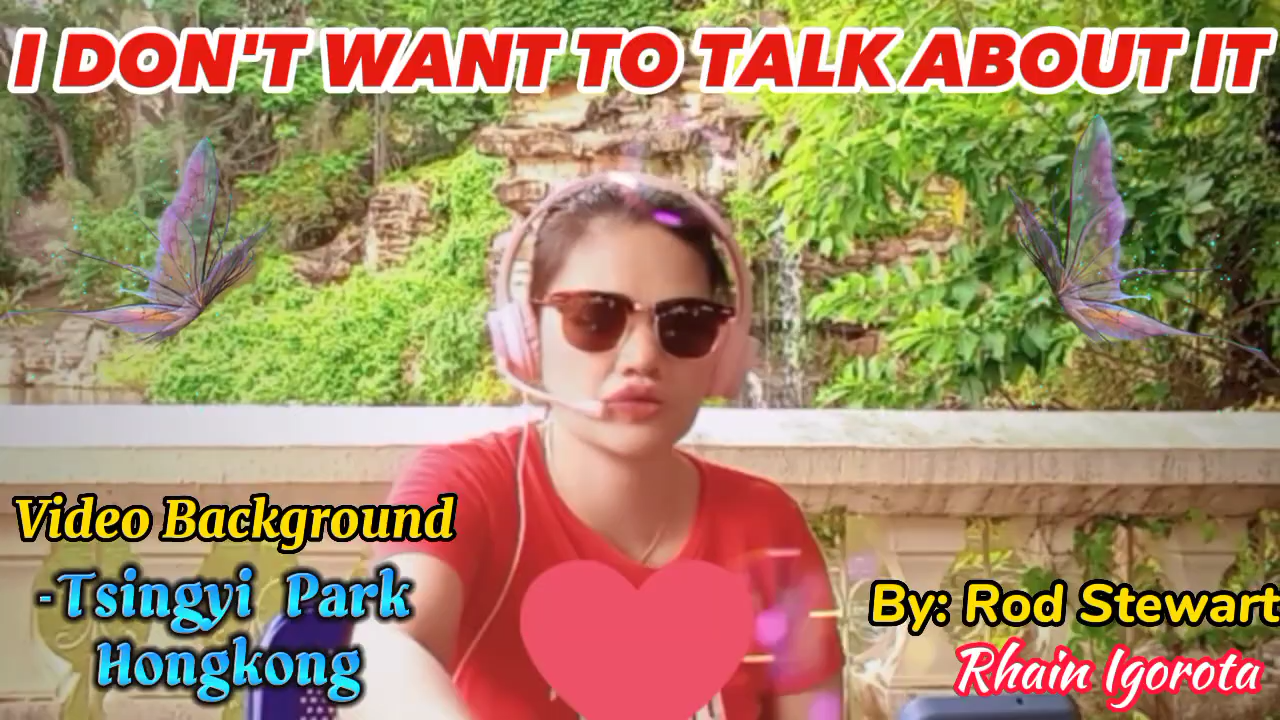 I DON'T WANT TO TALK ABOUT IT
Video Background
-Tsingyi Park
Hongkong
By: Rod Stewart
Rhain Igorota